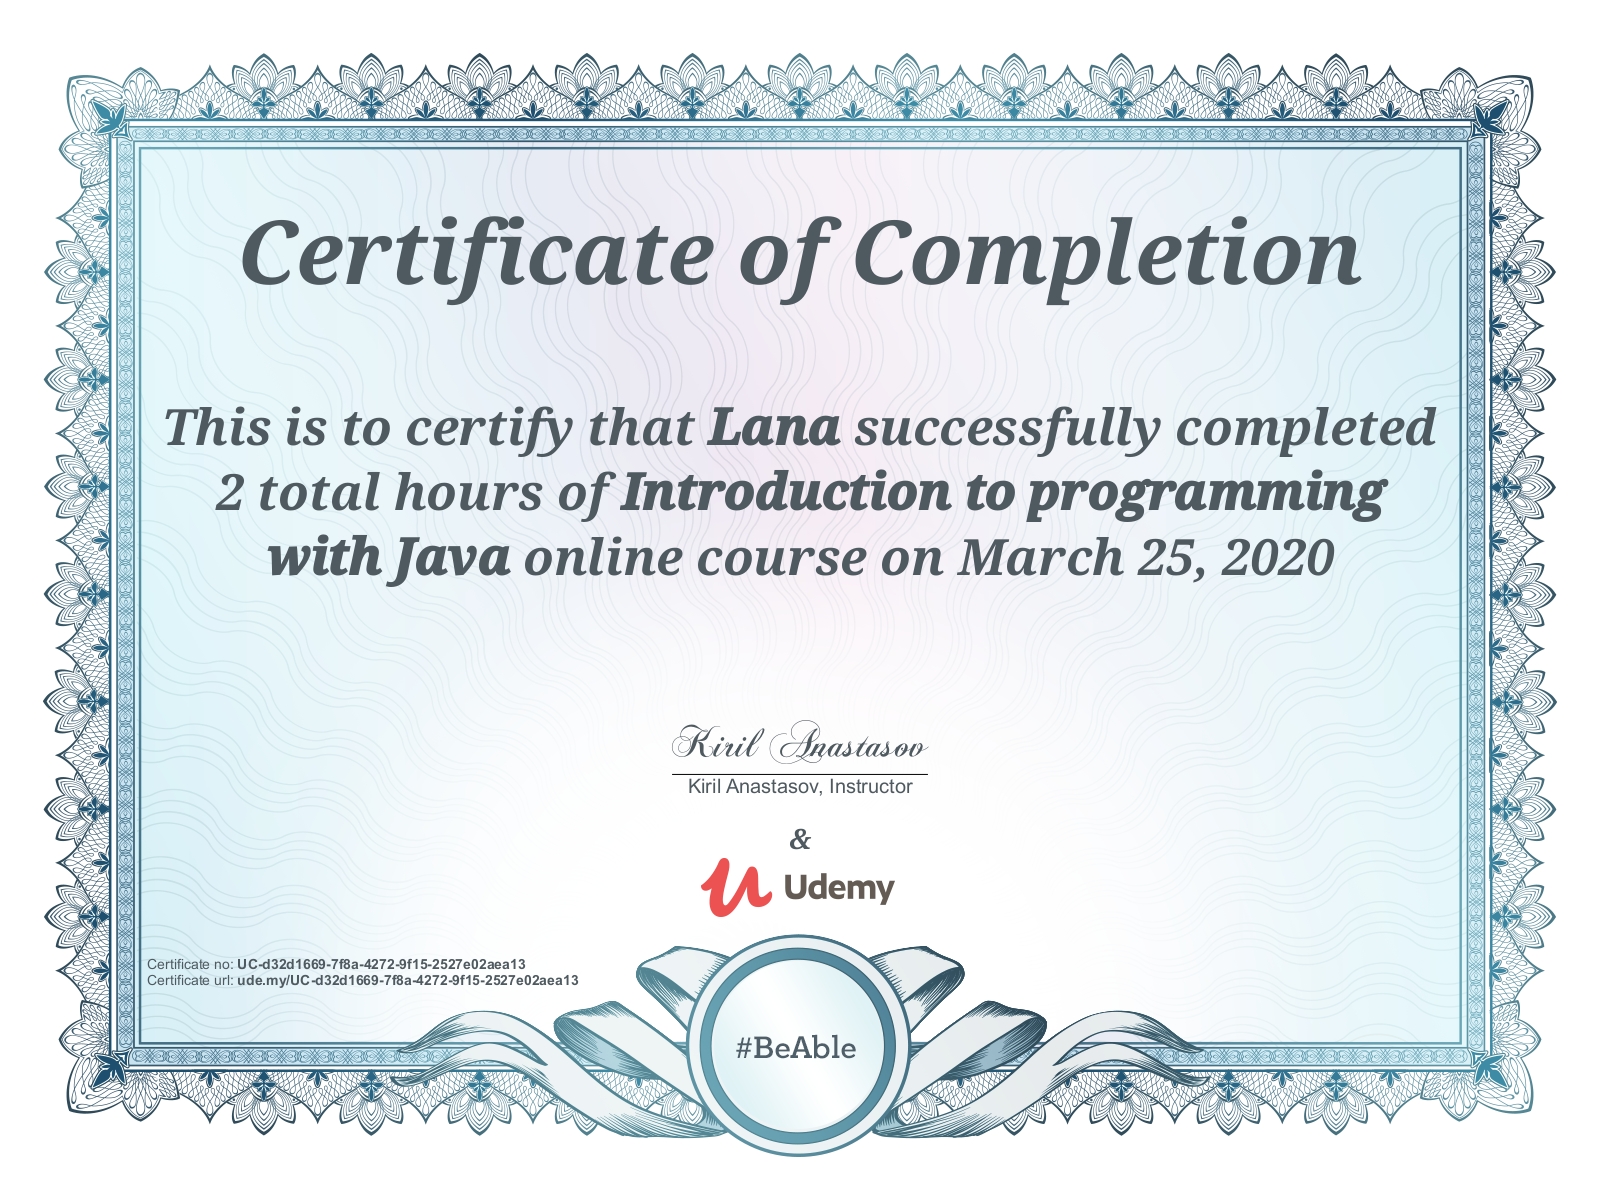 Certificate of Completion
This is to certify that Lana successfully completed
2 total hours of Introduction to programming
with Java online course on March 25, 2020
Kiril Anastasov
Kiril Anastasov, Instructor
&
Udemy
Certificate no: UC-d32d1669-7f8a-4272-9f15-2527e02aea13
Certificate url: ude.my/UC-d32d1669-7f8a-4272-9f15-2527e02aea13
#BeAble